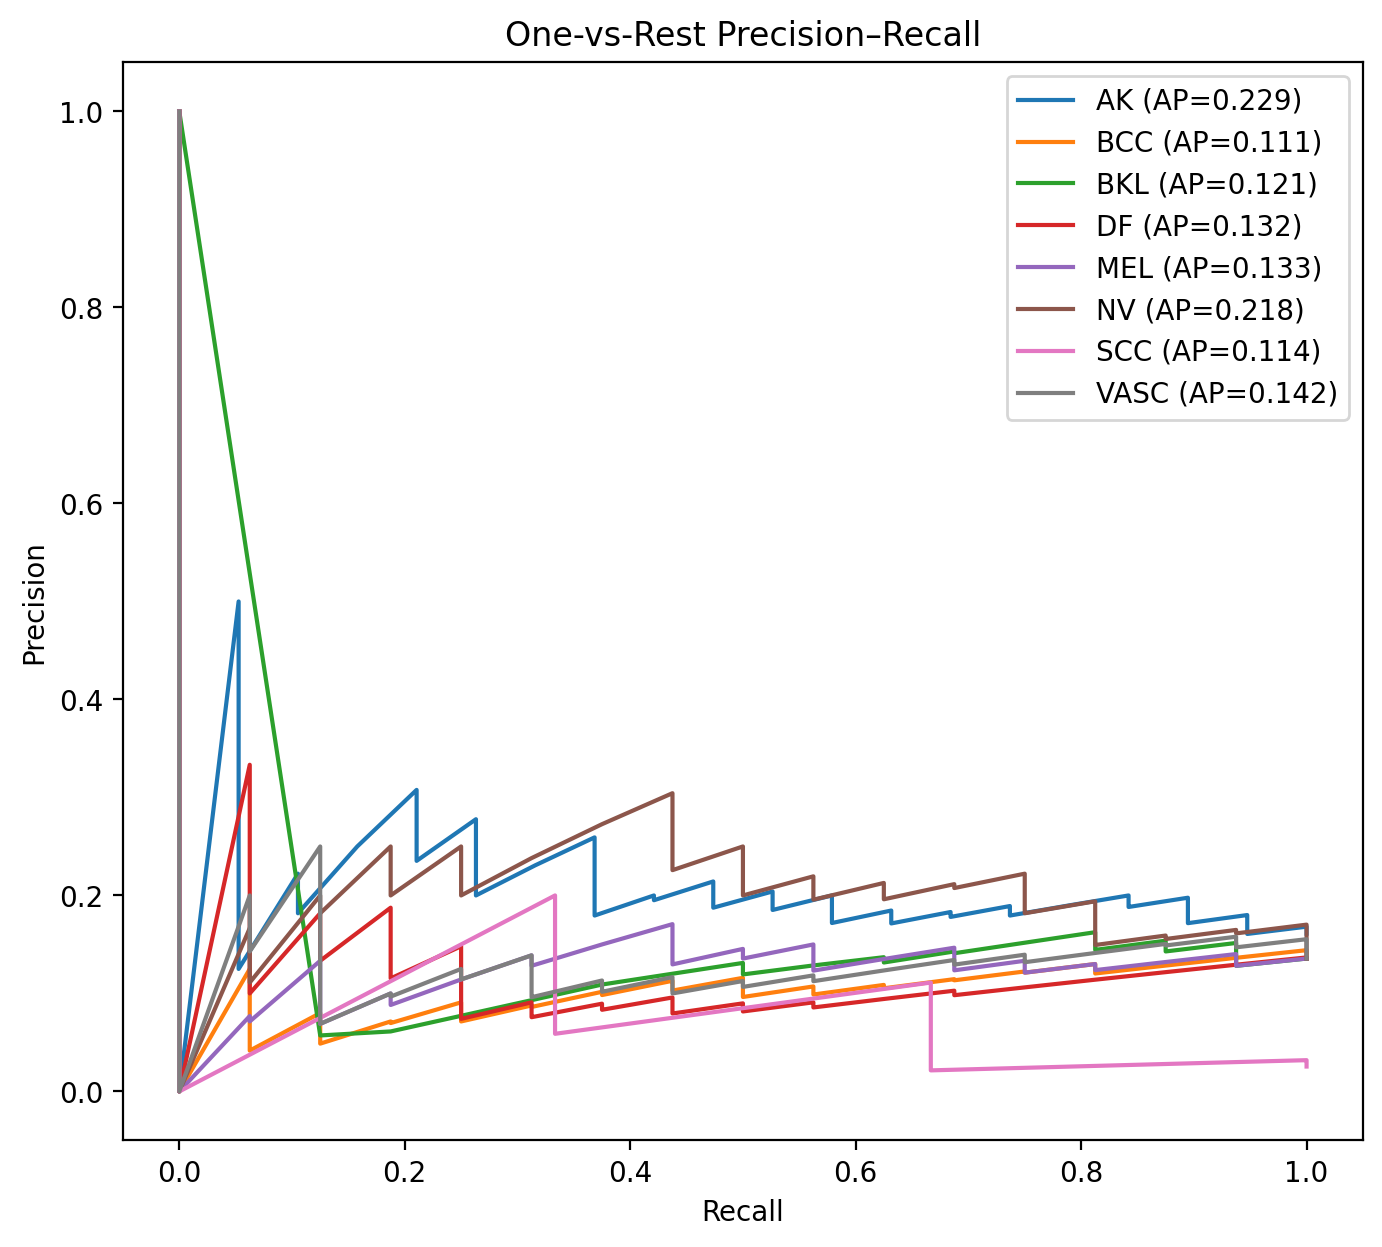 One-vs-Rest Precision–Recall
AK (AP=0.229)
BCC (AP=0.111)
BKL (AP=0.121)
DF (AP=0.132)
MEL (AP=0.133)
NV (AP=0.218)
SCC (AP=0.114)
VASC (AP=0.142)
1.0
0.8
0.6
0.4
0.2
0.0
Precision
0.0 0.2 0.4 0.6 0.8 1.0
Recall